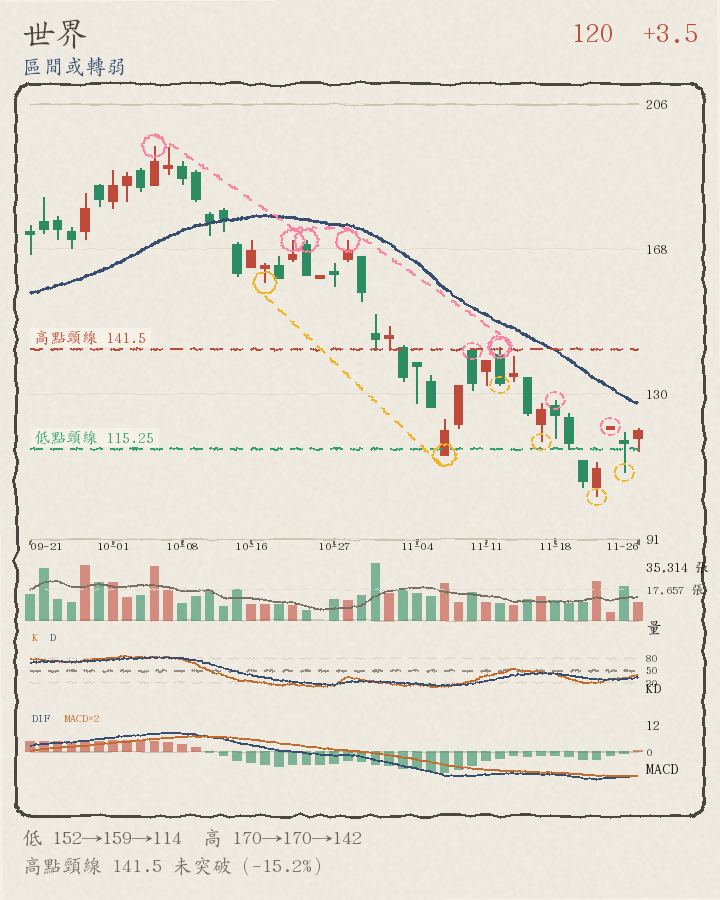 世界 120 +3.5
區間或轉弱
206
168
高點頸線 141.5
130
低點頸線 115.25
91
09-21 10-01 10-08 10-16 10-27 11-04 11-11 11-18 11-26
35,314 張
17,657 張
量
K D
80
50
20
KD
DIF MACD×2
12
0
MACD
低 152→159→114 高 170→170→142
高點頸線 141.5 未突破 (-15.2%)